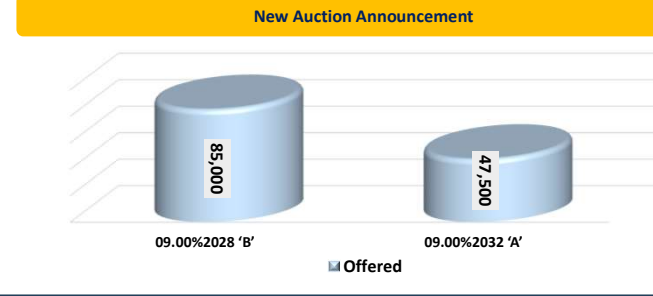 New Auction Announcement
85,000
47,500
09.00%2028 ‘B’
09.00%2032 ‘A’
Offered